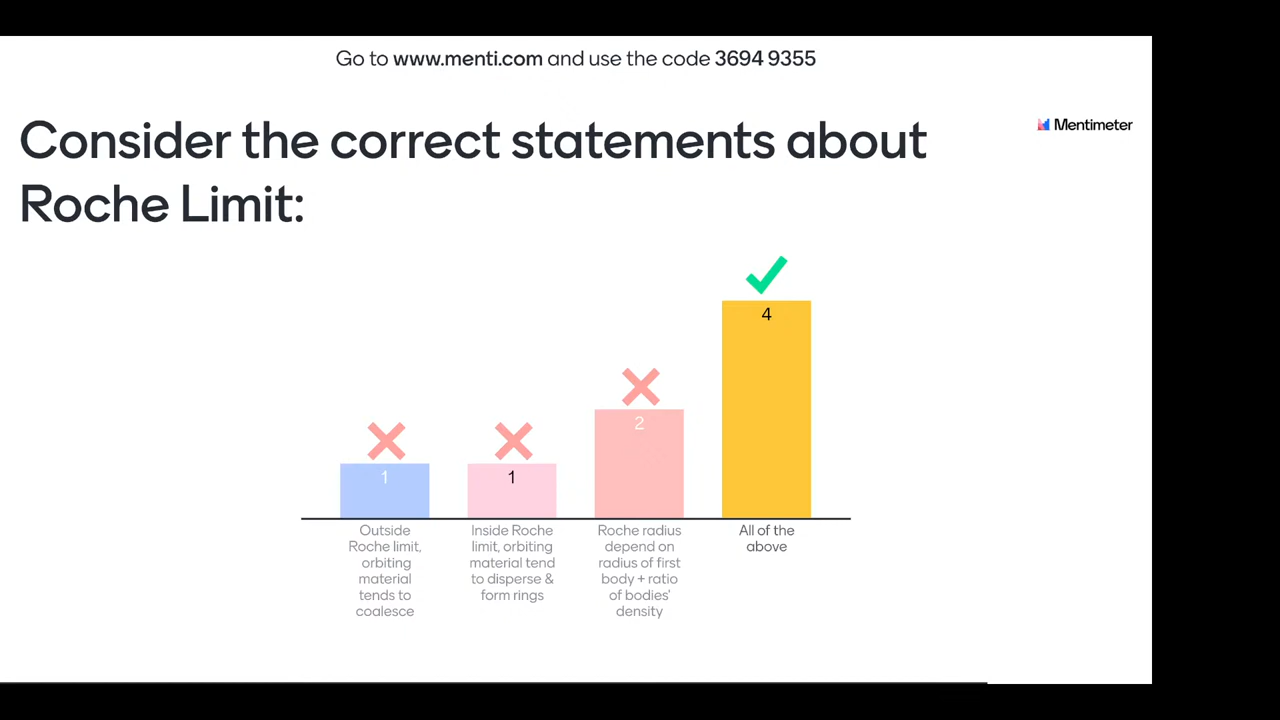 Go to www.menti.com and use the code 3694 9355
Mentimeter
Consider the correct statements about
Roche Limit:
1
1
2
4
Outside
Roche limit,
orbiting
material
tends to
coalesce
Inside Roche
limit, orbiting
material tend
to disperse &
form rings
Roche radius
depend on
radius of first
body + ratio
of bodies'
density
All of the
above